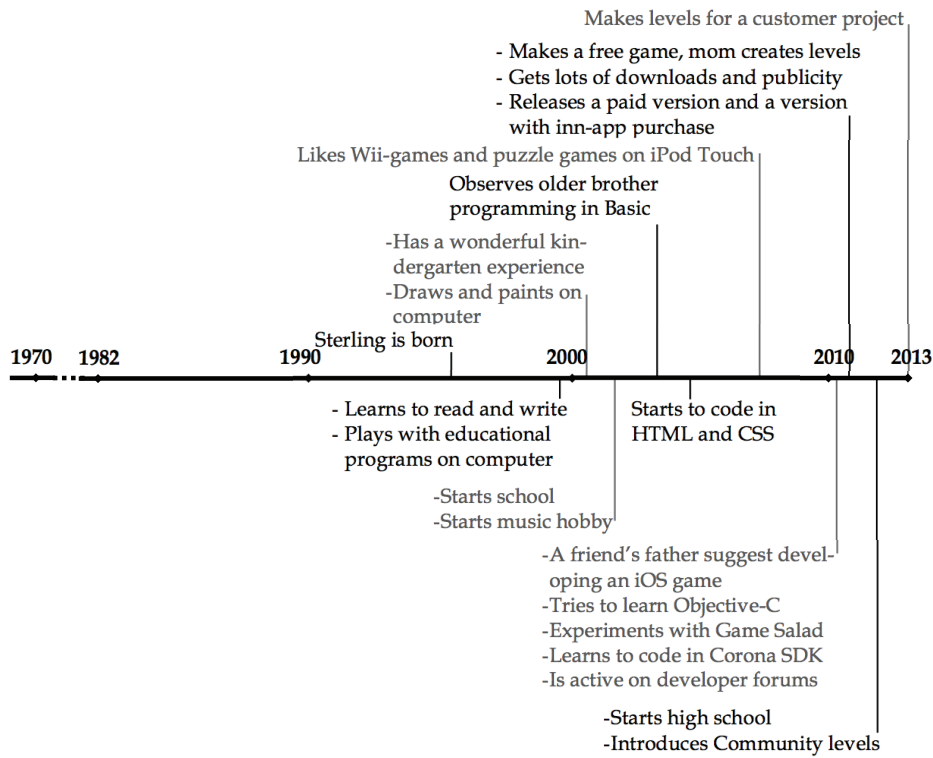 Makes levels for a customer project
- Makes a free game, mom creates levels
- Gets lots of downloads and publicity
- Releases a paid version and a version
with inn-app purchase
Likes Wii-games and puzzle games on iPod Touch
Observes older brother
programming in Basic
-Has a wonderful kin-
dergarten experience
-Draws and paints on
computer
Sterling is born
1970 1982 1990 2000 2010 2013
- Learns to read and write
- Plays with educational
programs on computer
Starts to code in
HTML and CSS
-Starts school
-Starts music hobby
-A friend's father suggest devel-
oping an iOS game
-Tries to learn Objective-C
-Experiments with Game Salad
-Learns to code in Corona SDK
-Is active on developer forums
-Starts high school
-Introduces Community levels